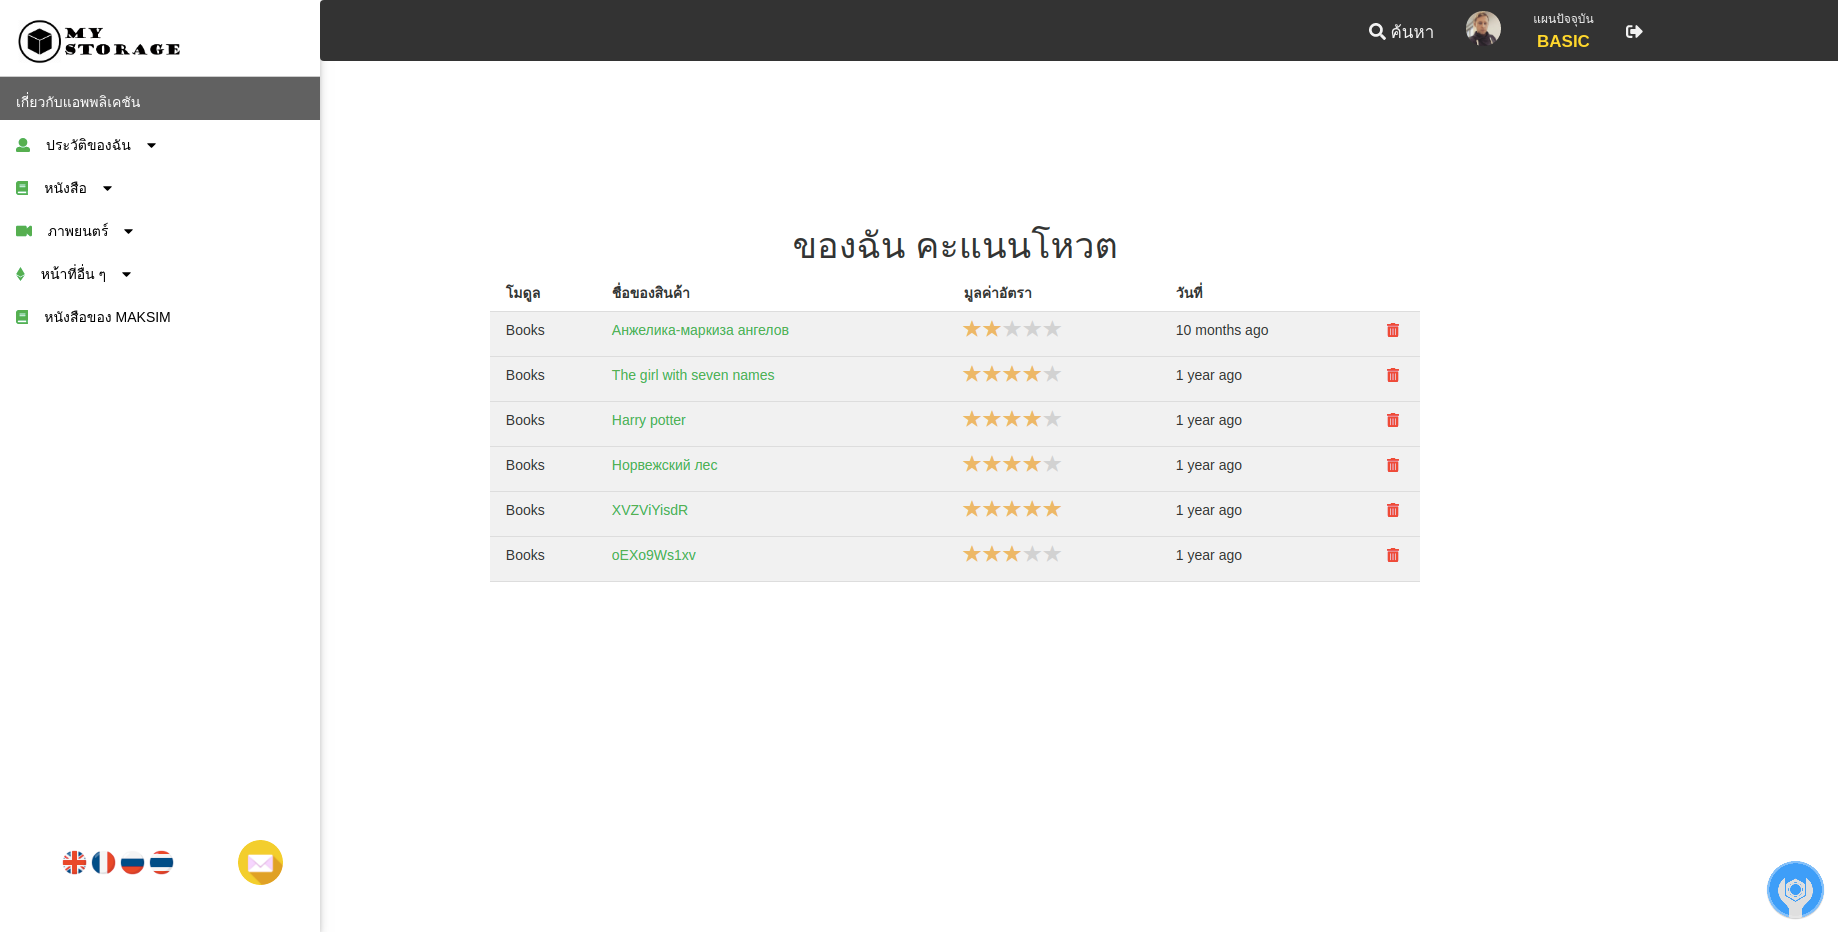 MY
STORAGE
ค้นหา
แผนปัจจุบัน
BASIC
เกี่ยวกับแอพพลิเคชัน
ประวัติของฉัน
หนังสือ
ภาพยนตร์
หน้าที่อื่น ๆ
หนังสือของ MAKSIM
ของฉัน คะแนนโหวต
โมดูล ชื่อของสินค้า มูลค่าอัตรา วันที่
Books Анжелика-маркиза ангелов 10 months ago
Books The girl with seven names 1 year ago
Books Harry potter 1 year ago
Books Норвежский лес 1 year ago
Books XVZViYisdR 1 year ago
Books oEXo9Ws1xv 1 year ago